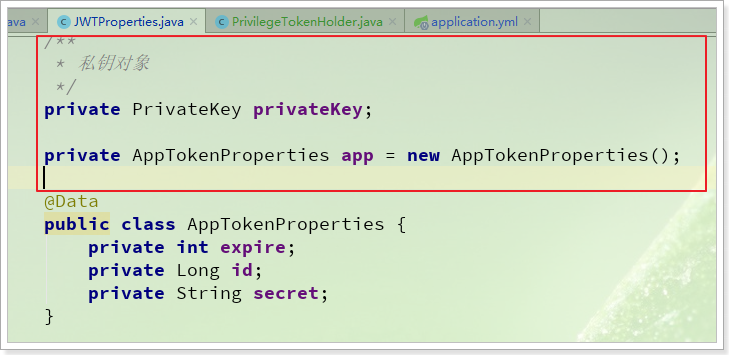 ava
JWTProperties.java
PrivilegeTokenHolder.java
application.yml
/**
* 私钥对象
*/
private PrivateKey privateKey;
private AppTokenProperties app = new AppTokenProperties();
@Data
public class AppTokenProperties {
private int expire;
private Long id;
private String secret;
}